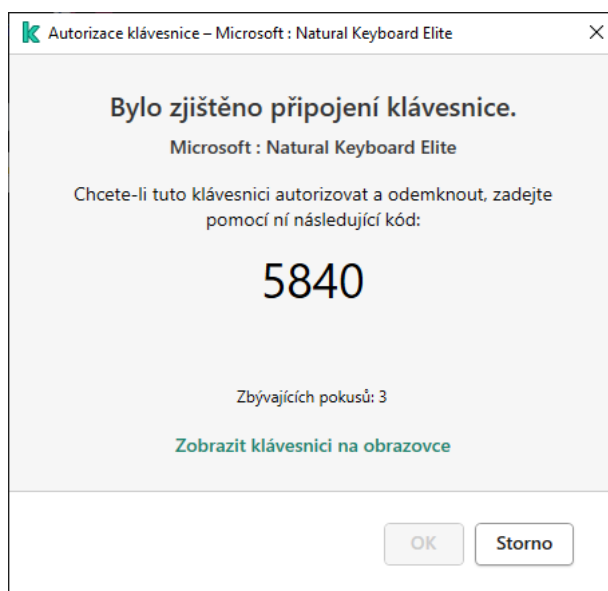 Autorizace klávesnice – Microsoft : Natural Keyboard Elite
Bylo zjištěno připojení klávesnice.
Microsoft : Natural Keyboard Elite
Chcete-li tuto klávesnici autorizovat a odemknout, zadejte
pomocí ní následující kód:
5840
Zbývajících pokusů: 3
Zobrazit klávesnici na obrazovce
OK
Storno